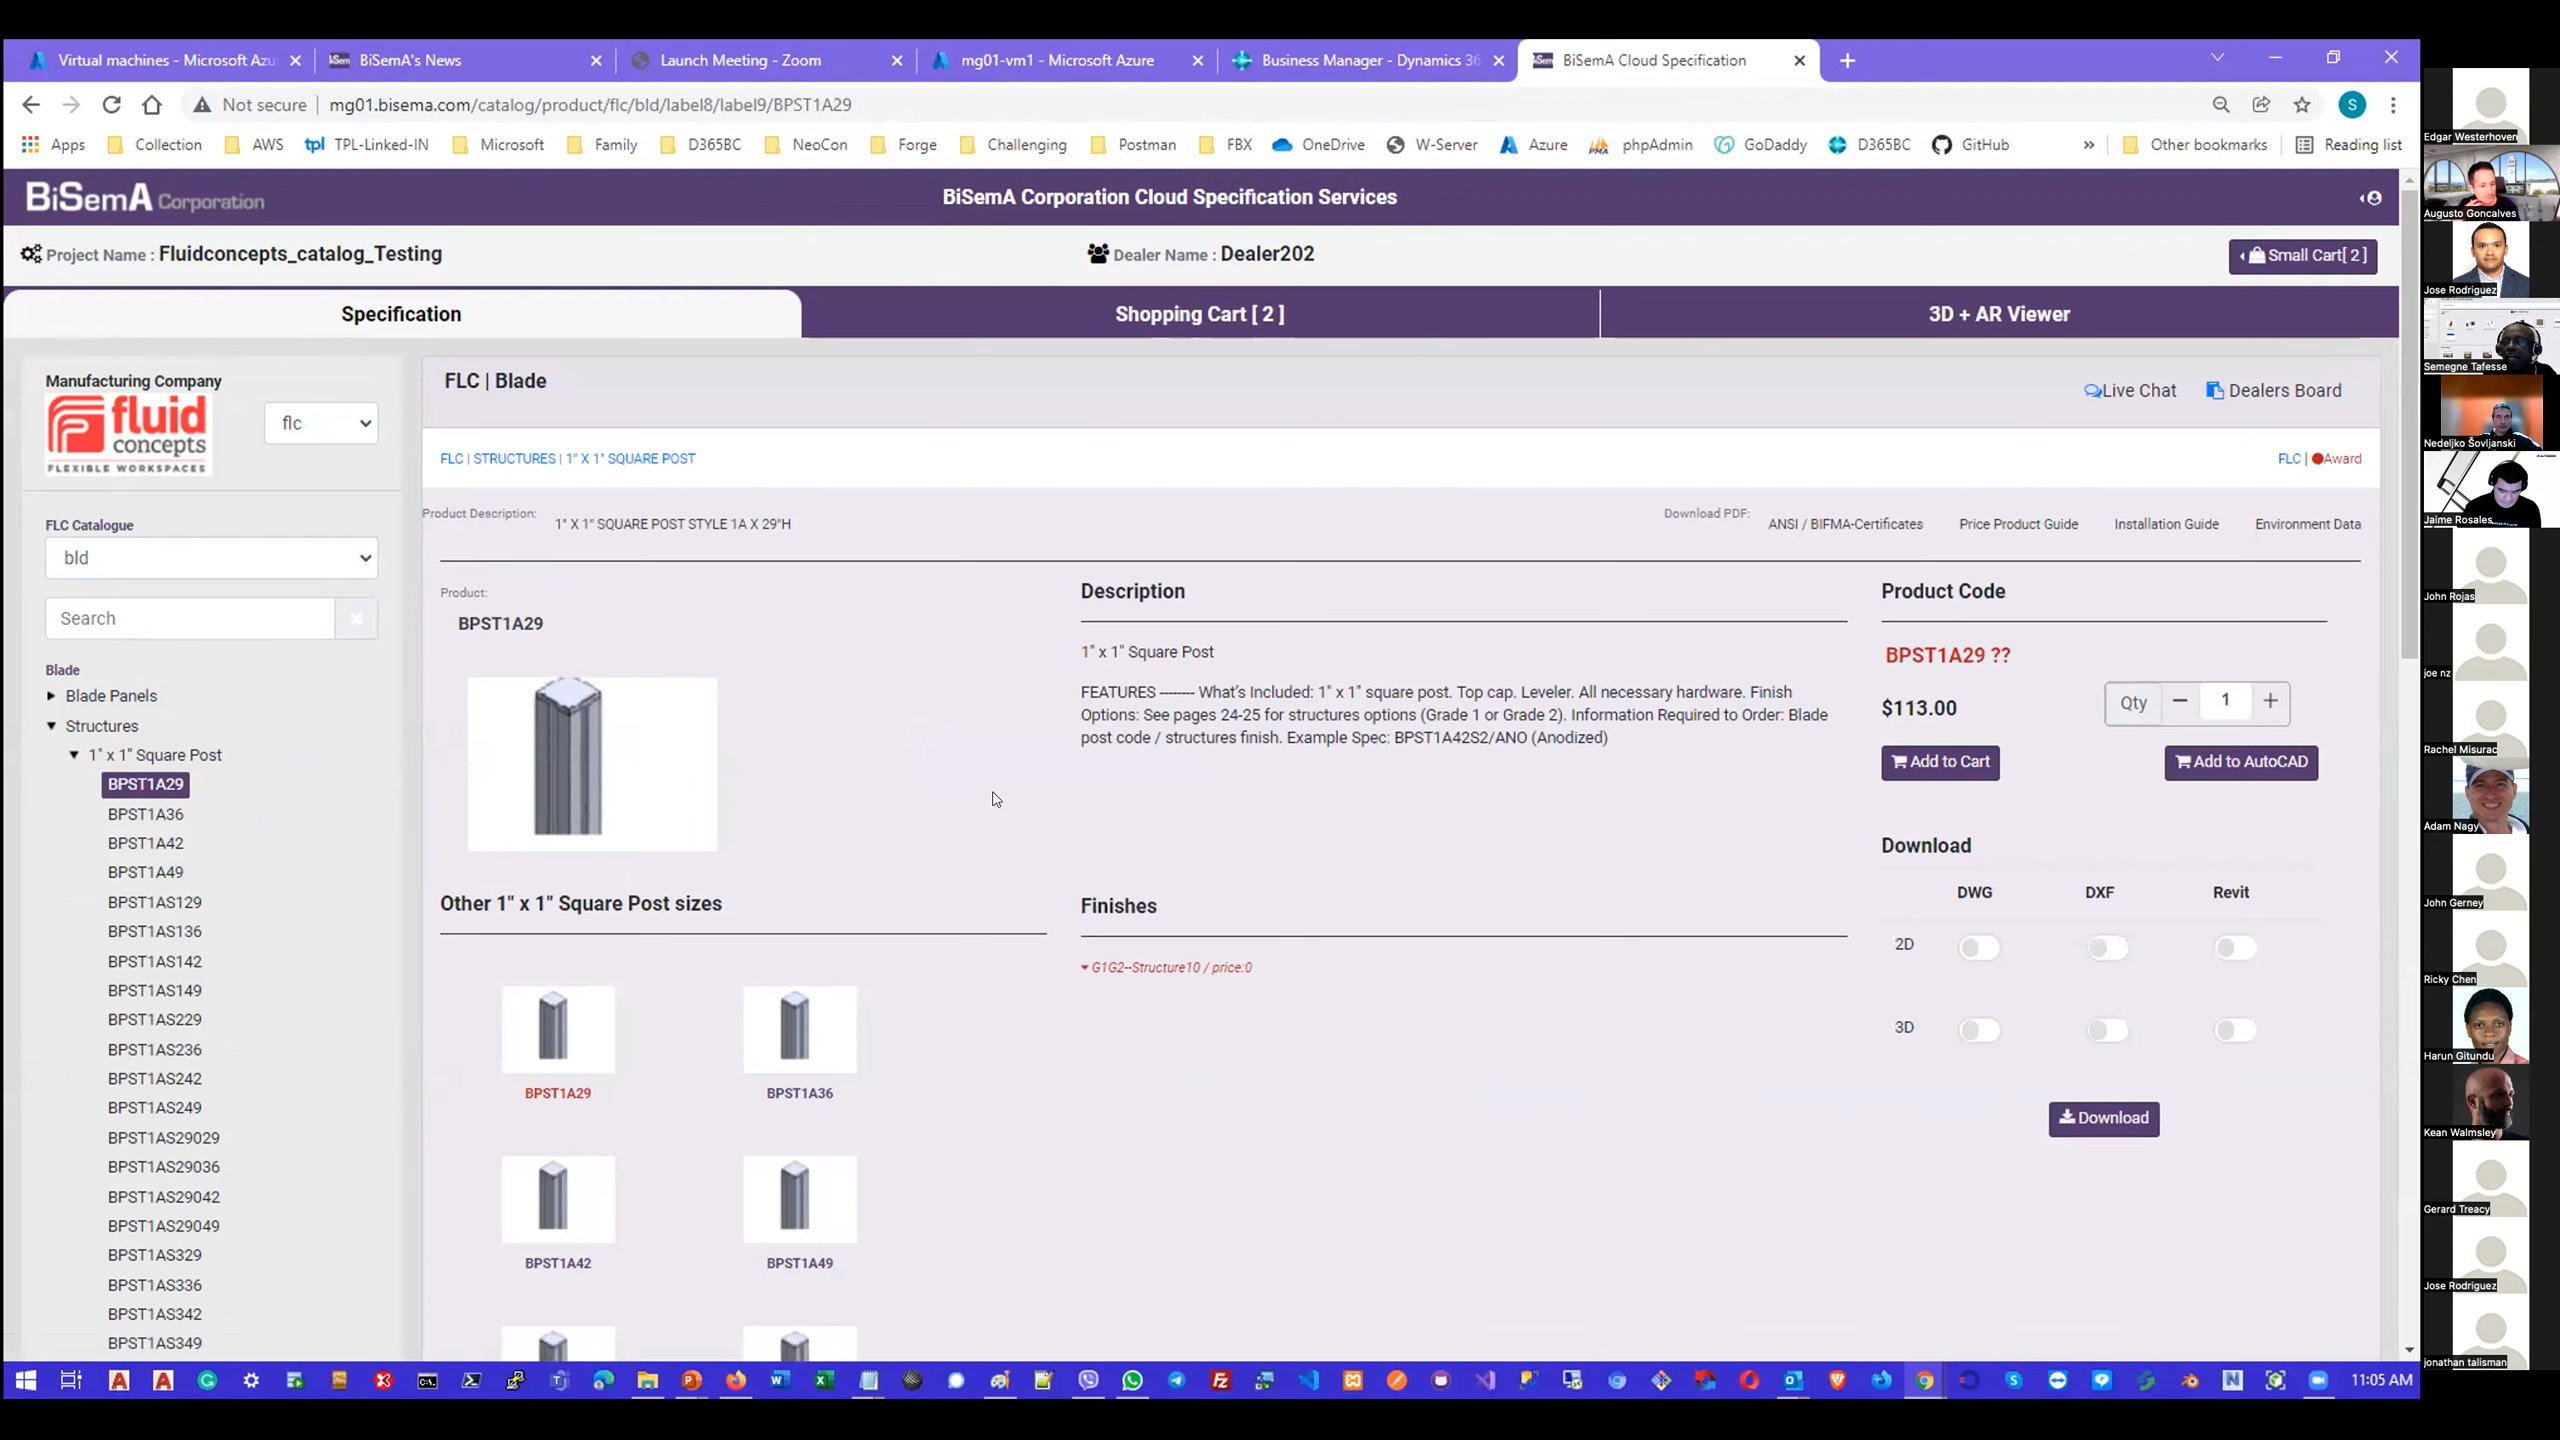 Virtual machines - Microsoft Azu
BiSemA's News
Launch Meeting - Zoom
mg01-vm1 - Microsoft Azure
Business Manager - Dynamics 36
BiSemA Cloud Specification
Not secure
mg01.bisema.com/catalog/product/flc/bld/label8/label9/BPST1A29
S
Apps
Collection
AWS
tpl TPL-Linked-IN
Microsoft
Family
D365BC
NeoCon
Forge
Challenging
Postman
FBX
OneDrive
W-Server
Azure
phpAdmin
GoDaddy
D365BC
GitHub
»
Other bookmarks
Reading list
BiSemA Corporation
BiSemA Corporation Cloud Specification Services
Project Name : Fluidconcepts_catalog_Testing
Dealer Name : Dealer202
Small Cart[ 2 ]
Specification
Shopping Cart [ 2 ]
3D + AR Viewer
Manufacturing Company
fluid
concepts
FLEXIBLE WORKSPACES
flc
FLC Catalogue
bld
Search
Blade
Blade Panels
Structures
1" x 1" Square Post
BPST1A29
BPST1A36
BPST1A42
BPST1A49
BPST1AS129
BPST1AS136
BPST1AS142
BPST1AS149
BPST1AS229
BPST1AS236
BPST1AS242
BPST1AS249
BPST1AS29029
BPST1AS29036
BPST1AS29042
BPST1AS29049
BPST1AS329
BPST1AS336
BPST1AS342
BPST1AS349
FLC | Blade
Live Chat
Dealers Board
FLC | STRUCTURES | 1" X 1" SQUARE POST
FLC | Award
Product Description:
1" X 1" SQUARE POST STYLE 1A X 29"H
Download PDF:
ANSI / BIFMA-Certificates
Price Product Guide
Installation Guide
Environment Data
Product:
BPST1A29
Other 1" x 1" Square Post sizes
BPST1A29
BPST1A36
BPST1A42
BPST1A49
Description
1" x 1" Square Post
FEATURES -------- What's Included: 1" x 1" square post. Top cap. Leveler. All necessary hardware. Finish
Options: See pages 24-25 for structures options (Grade 1 or Grade 2). Information Required to Order: Blade
post code / structures finish. Example Spec: BPST1A42S2/ANO (Anodized)
Finishes
G1G2--Structure10 / price:0
Product Code
BPST1A29 ??
$113.00
Qty
1
Add to Cart
Add to AutoCAD
Download
DWG
DXF
Revit
2D
3D
Download
11:05 AM
Edgar Westerhoven
Augusto Goncalves
Jose Rodriguez
Semegne Tafesse
Nedeljko Šovljanski
Jaime Rosales
John Rojas
joe nz
Rachel Misurac
Adam Nagy
John Gerney
Ricky Chen
Harun Gitundu
Kean Walmsley
Gerard Treacy
Jose Rodriguez
jonathan talisman